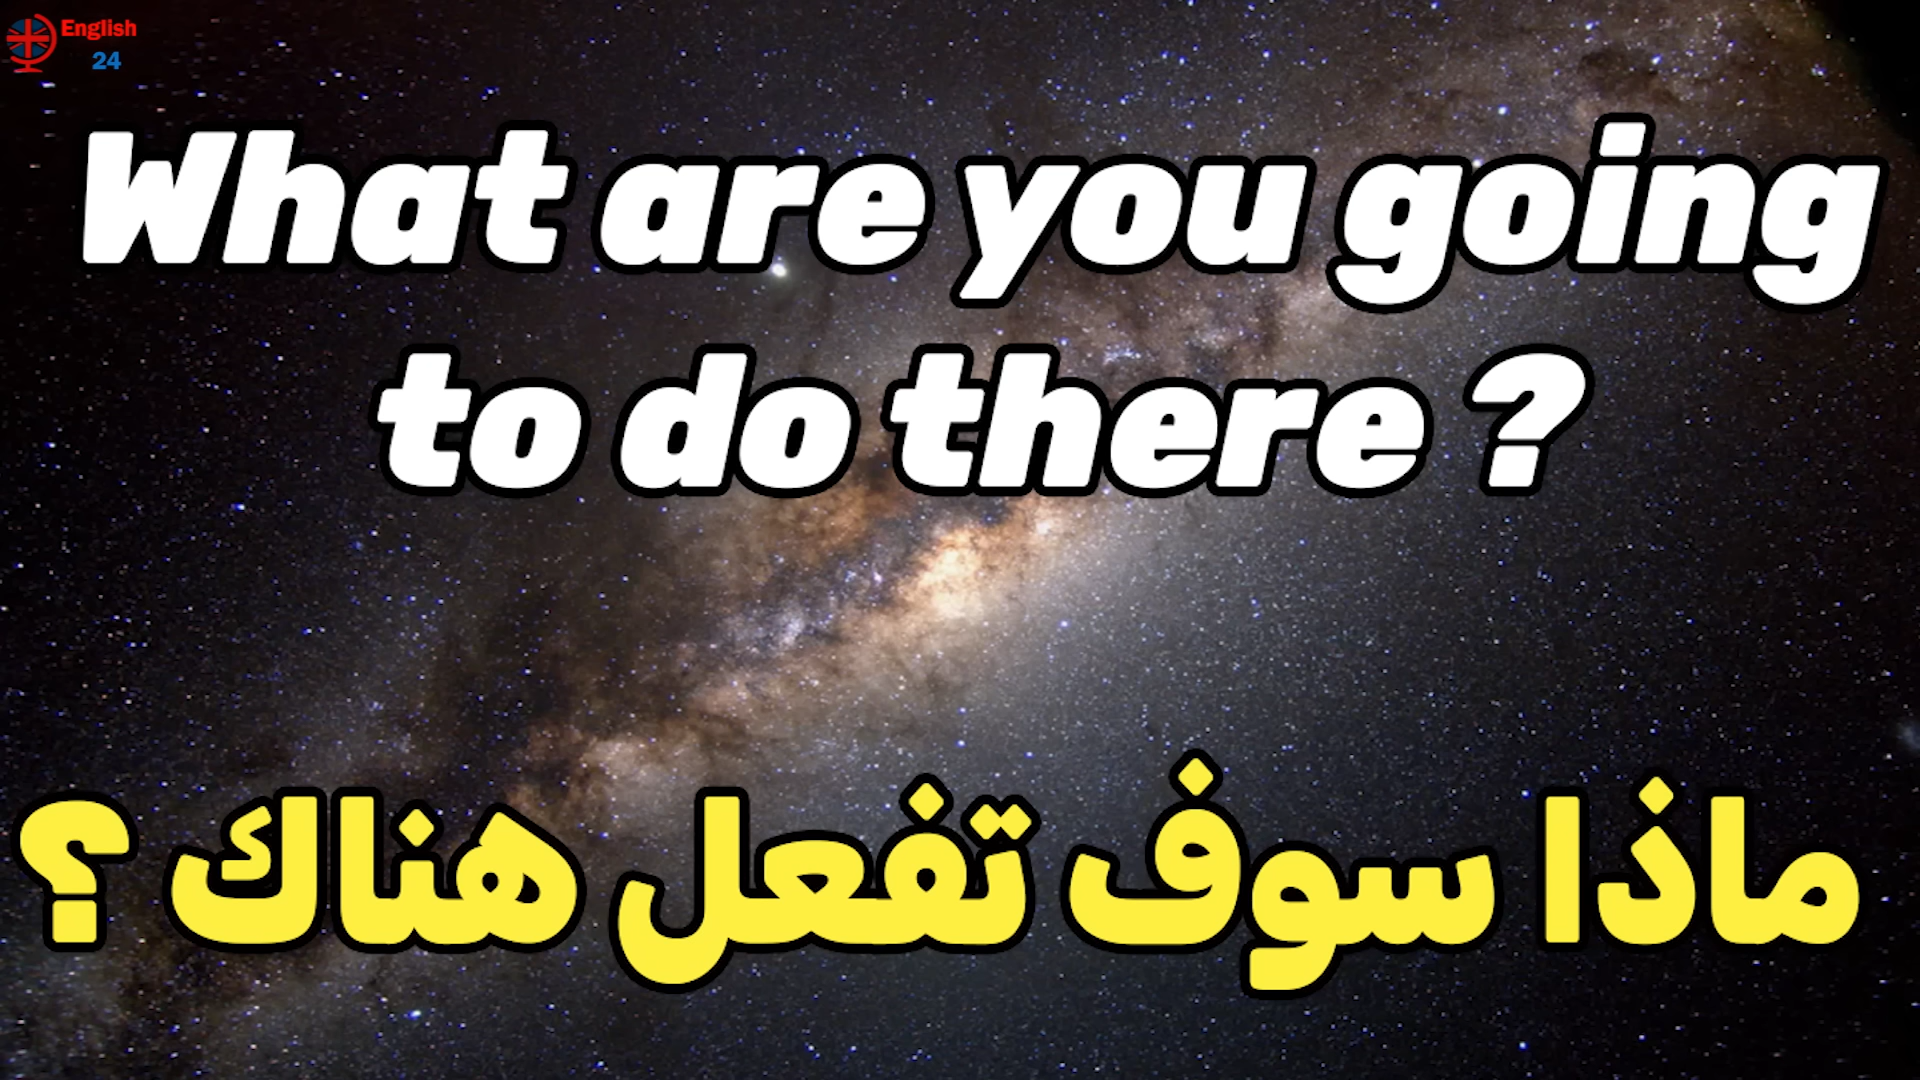 English
24
What are you going
to do there ?
ماذا سوف تفعل هناك ؟